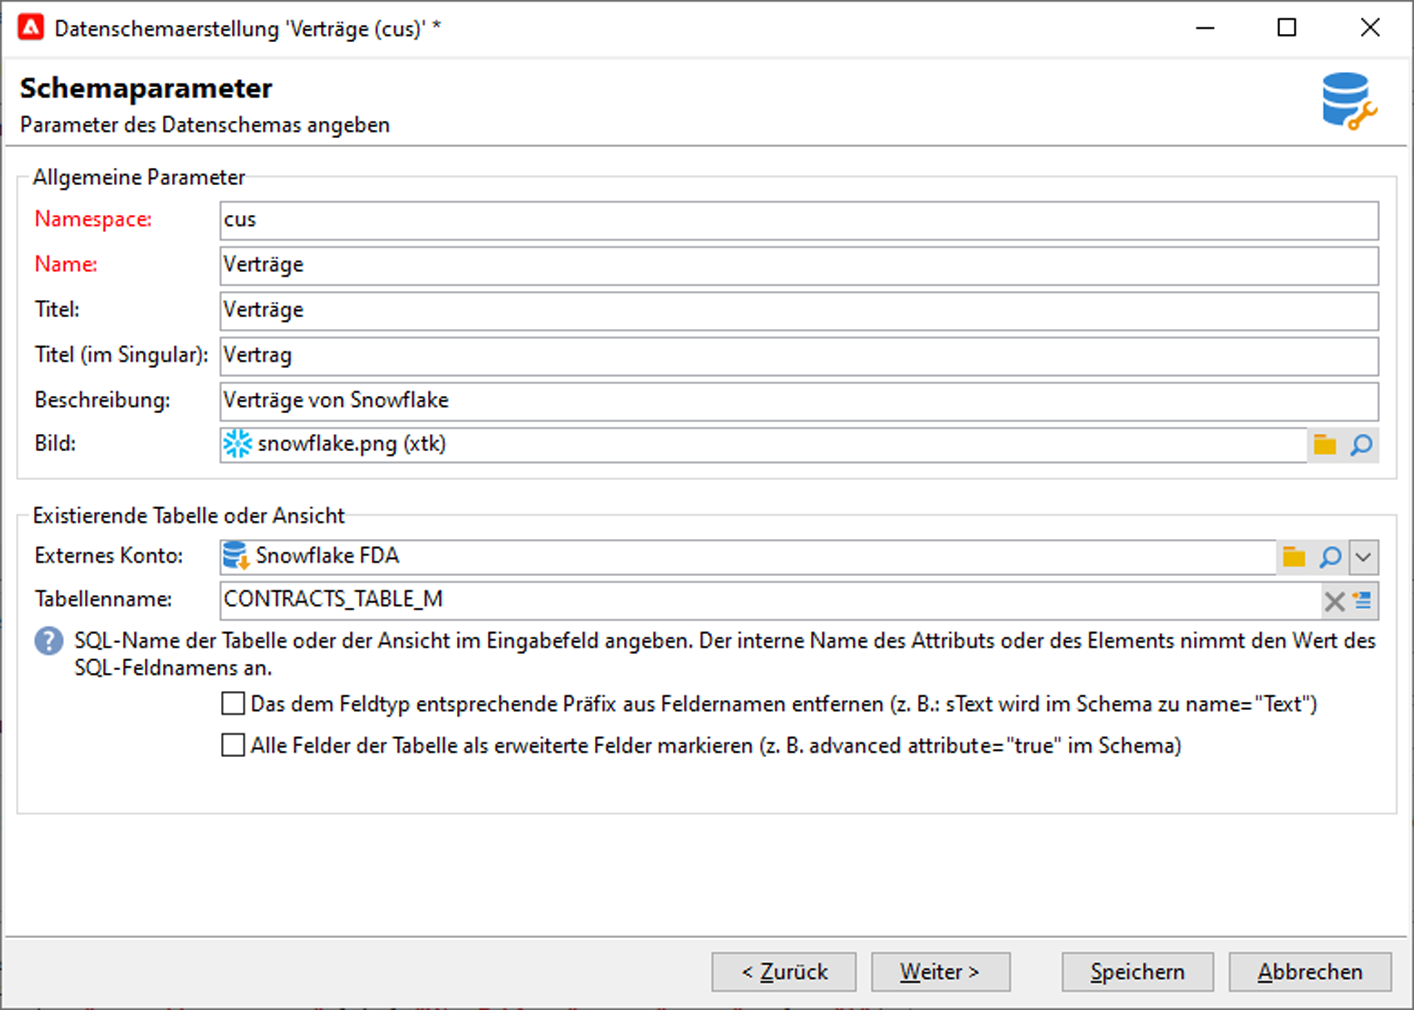 Datenschemaerstellung 'Verträge (cus)' *
Schemaparameter
Parameter des Datenschemas angeben
Allgemeine Parameter
Namespace: cus
Name: Verträge
Titel: Verträge
Titel (im Singular): Vertrag
Beschreibung: Verträge von Snowflake
Bild: snowflake.png (xtk)
Existierende Tabelle oder Ansicht
Externes Konto: Snowflake FDA
Tabellenname: CONTRACTS_TABLE_M
SQL-Name der Tabelle oder der Ansicht im Eingabefeld angeben. Der interne Name des Attributs oder des Elements nimmt den Wert des
SQL-Feldnamens an.
Das dem Feldtyp entsprechende Präfix aus Feldernamen entfernen (z. B.: sText wird im Schema zu name="Text")
Alle Felder der Tabelle als erweiterte Felder markieren (z. B. advanced attribute="true" im Schema)
< Zurück Weiter > Speichern Abbrechen